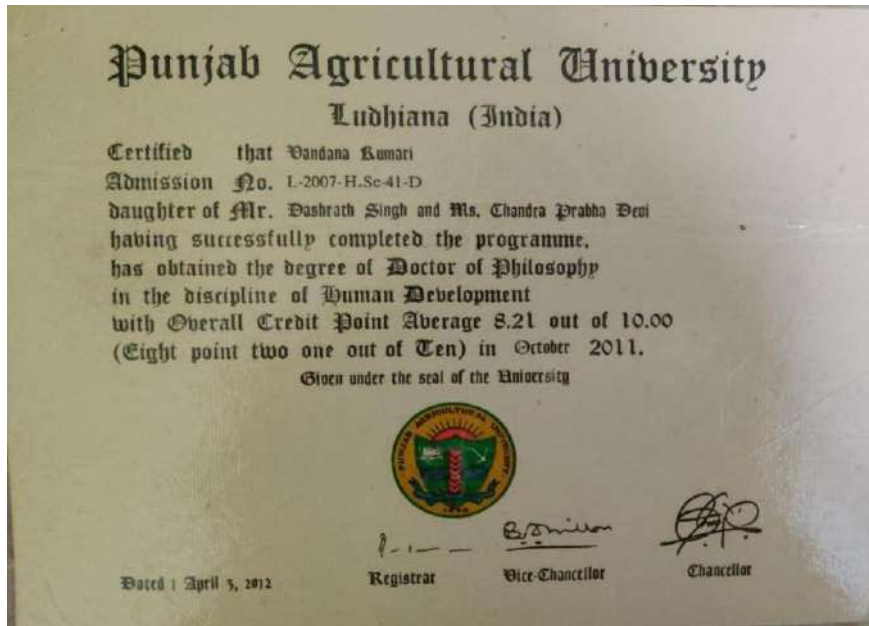 Punjab Agricultural University
Ludhiana (India)
Certified that Vandana Kumari
Admission No. L-2007-H.Sc-41-D
daughter of Mr. Dashrath Singh and Ms. Chandra Prabha Devi
having successfully completed the programme,
has obtained the degree of Doctor of Philosophy
in the discipline of Human Development
with Overall Credit Point Average 8.21 out of 10.00
(Eight point two one out of Ten) in October 2011.
Given under the seal of the University
PUNJAB AGRICULTURAL UNIVERSITY
Registrar
Vice-Chancellor
Chancellor
Dated : April 5, 2012